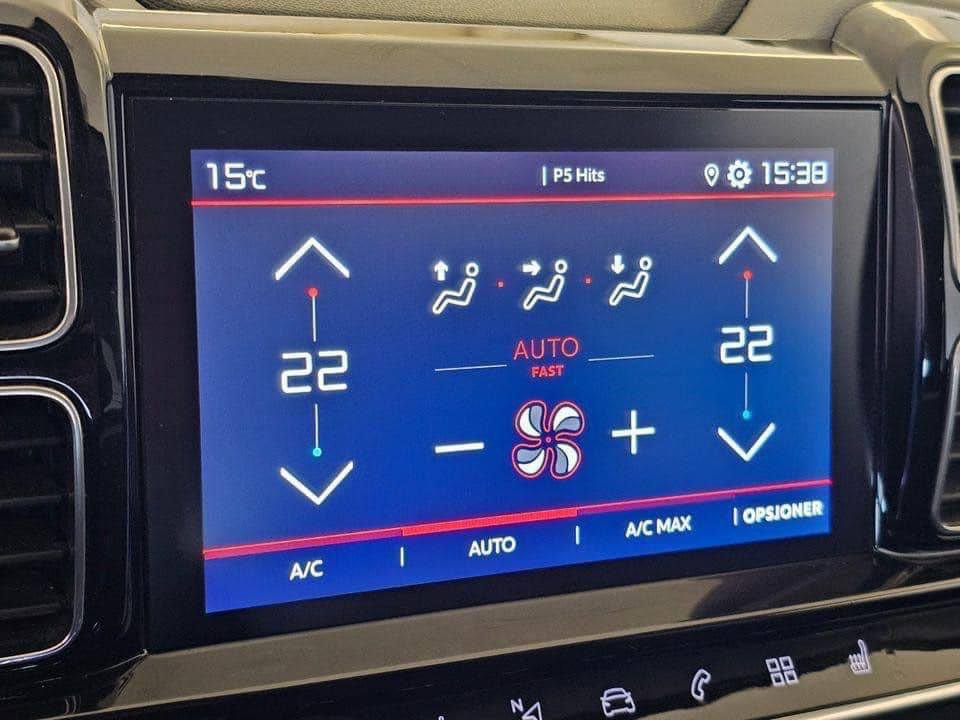 15°C
P5 Hits
15:38
22
22
AUTO
FAST
A/C
AUTO
A/C MAX
OPSJONER
N